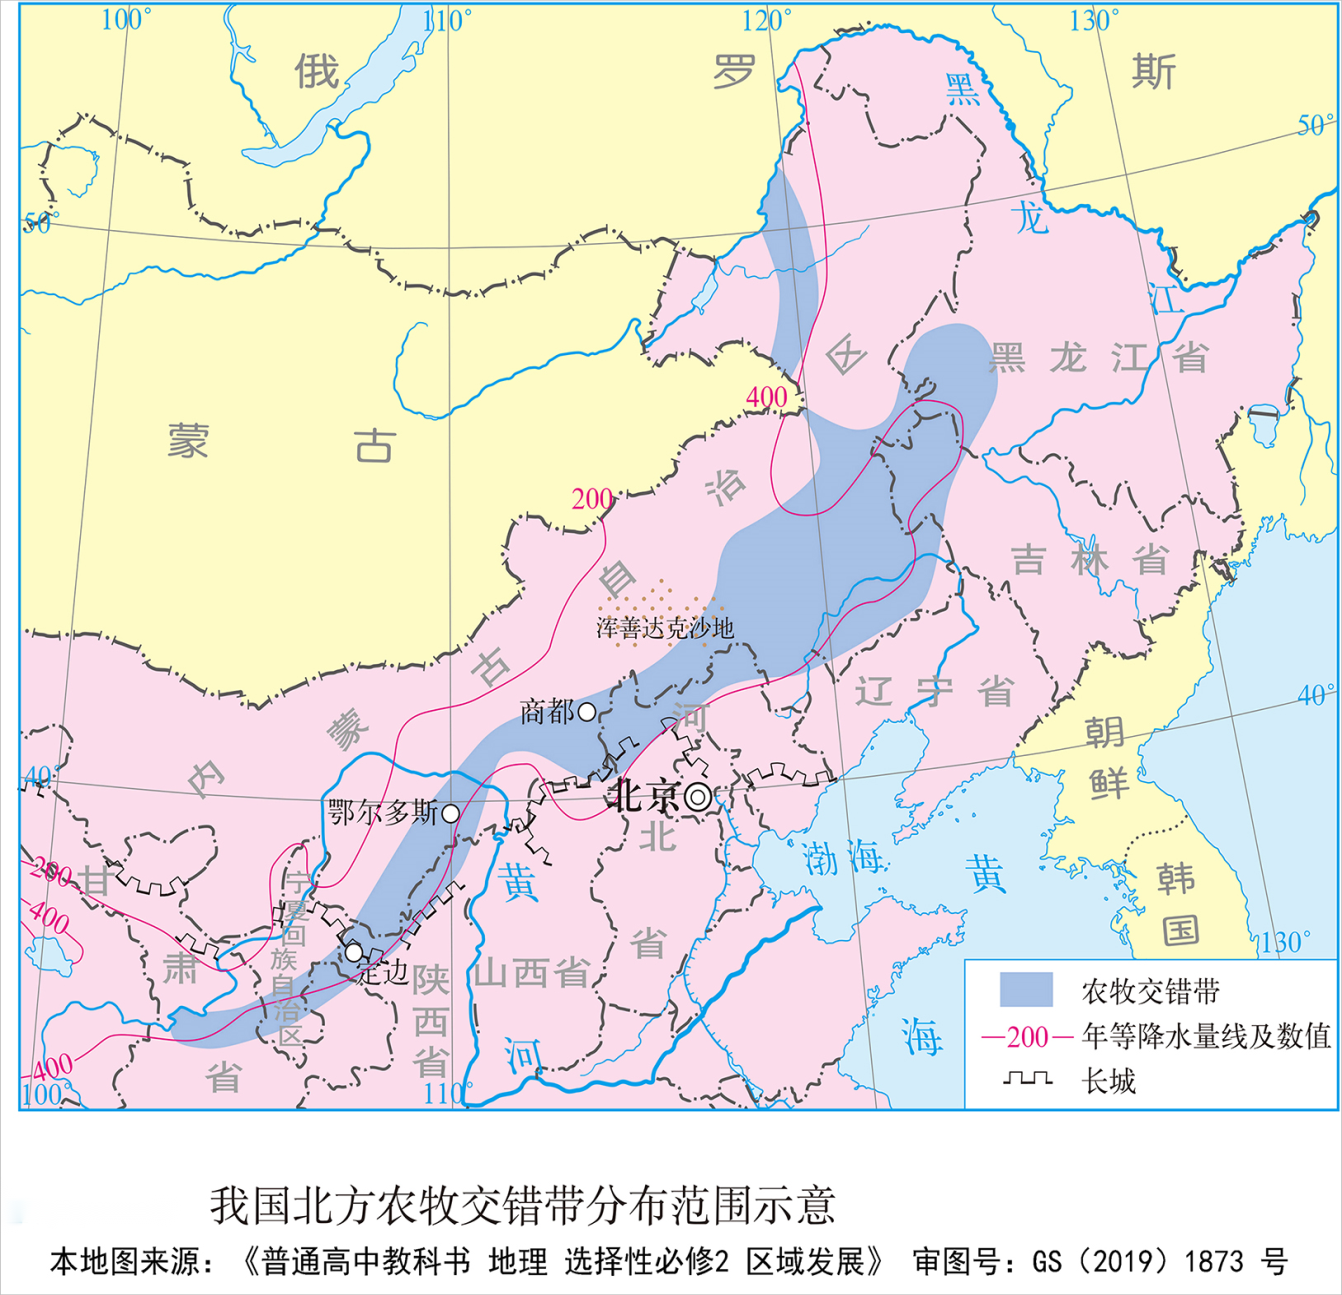 100°
110°
120°
130°
俄 罗 斯
黑
50°
50°
龙
江
区
黑龙江省
400
蒙 古
治
200
自
吉林省
浑善达克沙地
古
辽宁省
40°
商都
河
蒙
朝
鲜
内
40°
北京
鄂尔多斯
北
渤海
黄
200
甘
宁
夏
回
族
自
治
区
黄
韩
国
400
省
130°
肃
定边
陕
西
省
山西省
农牧交错带
200
年等降水量线及数值
海
河
400
省
长城
100°
110°
我国北方农牧交错带分布范围示意
本地图来源：《普通高中教科书 地理 选择性必修2 区域发展》 审图号：GS（2019）1873 号